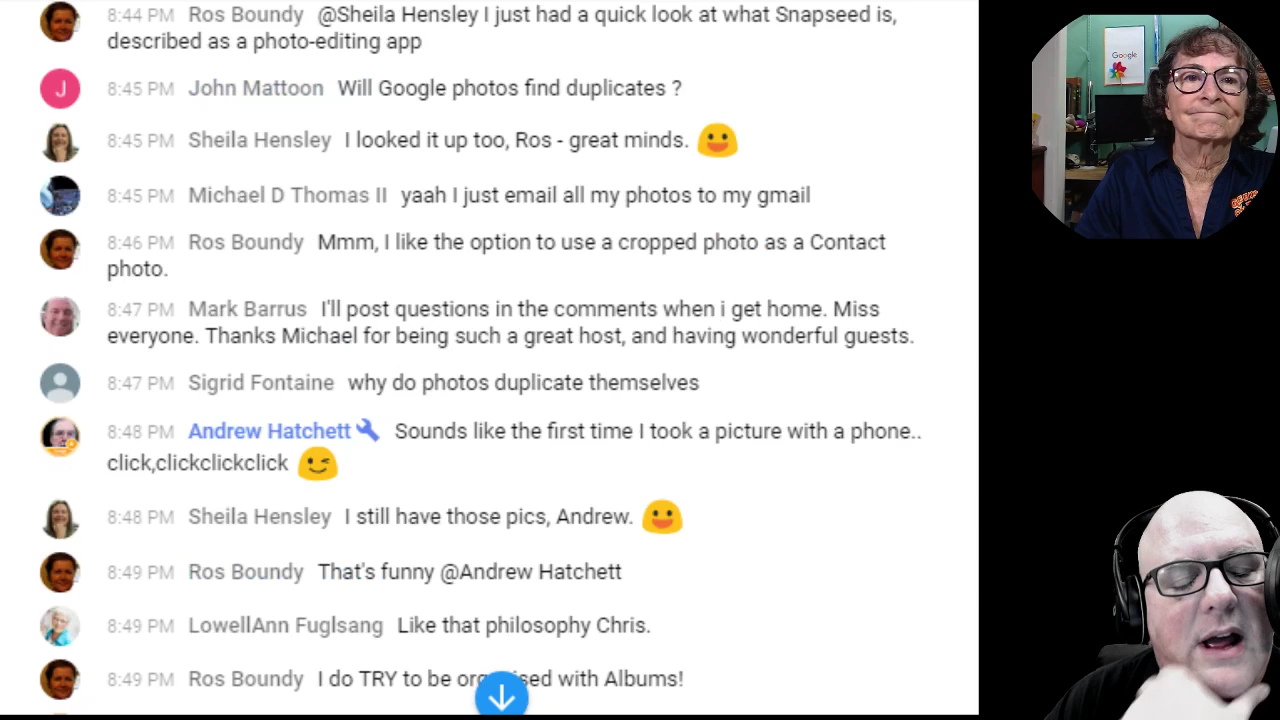 8:44 PM Ros Boundy @Sheila Hensley I just had a quick look at what Snapseed is,
described as a photo-editing app
J 8:45 PM John Mattoon Will Google photos find duplicates ?
8:45 PM Sheila Hensley I looked it up too, Ros - great minds. 😃
8:45 PM Michael D Thomas II yaah I just email all my photos to my gmail
8:46 PM Ros Boundy Mmm, I like the option to use a cropped photo as a Contact
photo.
8:47 PM Mark Barrus I'll post questions in the comments when i get home. Miss
everyone. Thanks Michael for being such a great host, and having wonderful guests.
8:47 PM Sigrid Fontaine why do photos duplicate themselves
8:48 PM Andrew Hatchett Sounds like the first time I took a picture with a phone..
click,clickclickclick 😉
8:48 PM Sheila Hensley I still have those pics, Andrew. 😃
8:49 PM Ros Boundy That's funny @Andrew Hatchett
8:49 PM LowellAnn Fuglsang Like that philosophy Chris.
8:49 PM Ros Boundy I do TRY to be with Albums!
Google